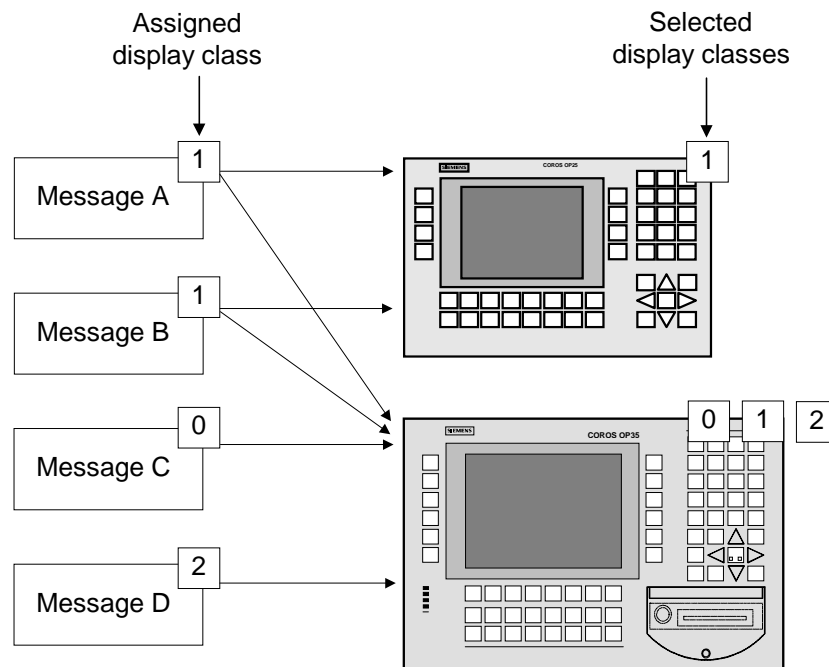 Assigned
display class
Selected
display classes
1
Message A
SIEMENS
COROS OP25
1
1
Message B
0
Message C
SIEMENS
COROS OP35
0 1 2
2
Message D